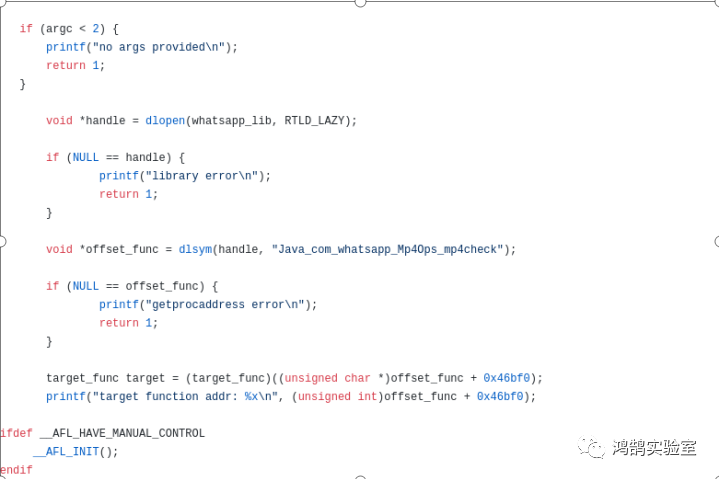 if (argc < 2) {
printf("no args provided\n");
return 1;
}
void *handle = dlopen(whatsapp_lib, RTLD_LAZY);
if (NULL == handle) {
printf("library error\n");
return 1;
}
void *offset_func = dlsym(handle, "Java_com_whatsapp_Mp4Ops_mp4check");
if (NULL == offset_func) {
printf("getprocaddress error\n");
return 1;
}
target_func target = (target_func)((unsigned char *)offset_func + 0x46bf0);
printf("target function addr: %x\n", (unsigned int)offset_func + 0x46bf0);
ifdef __AFL_HAVE_MANUAL_CONTROL
__AFL_INIT();
endif
鸿鹄实验室